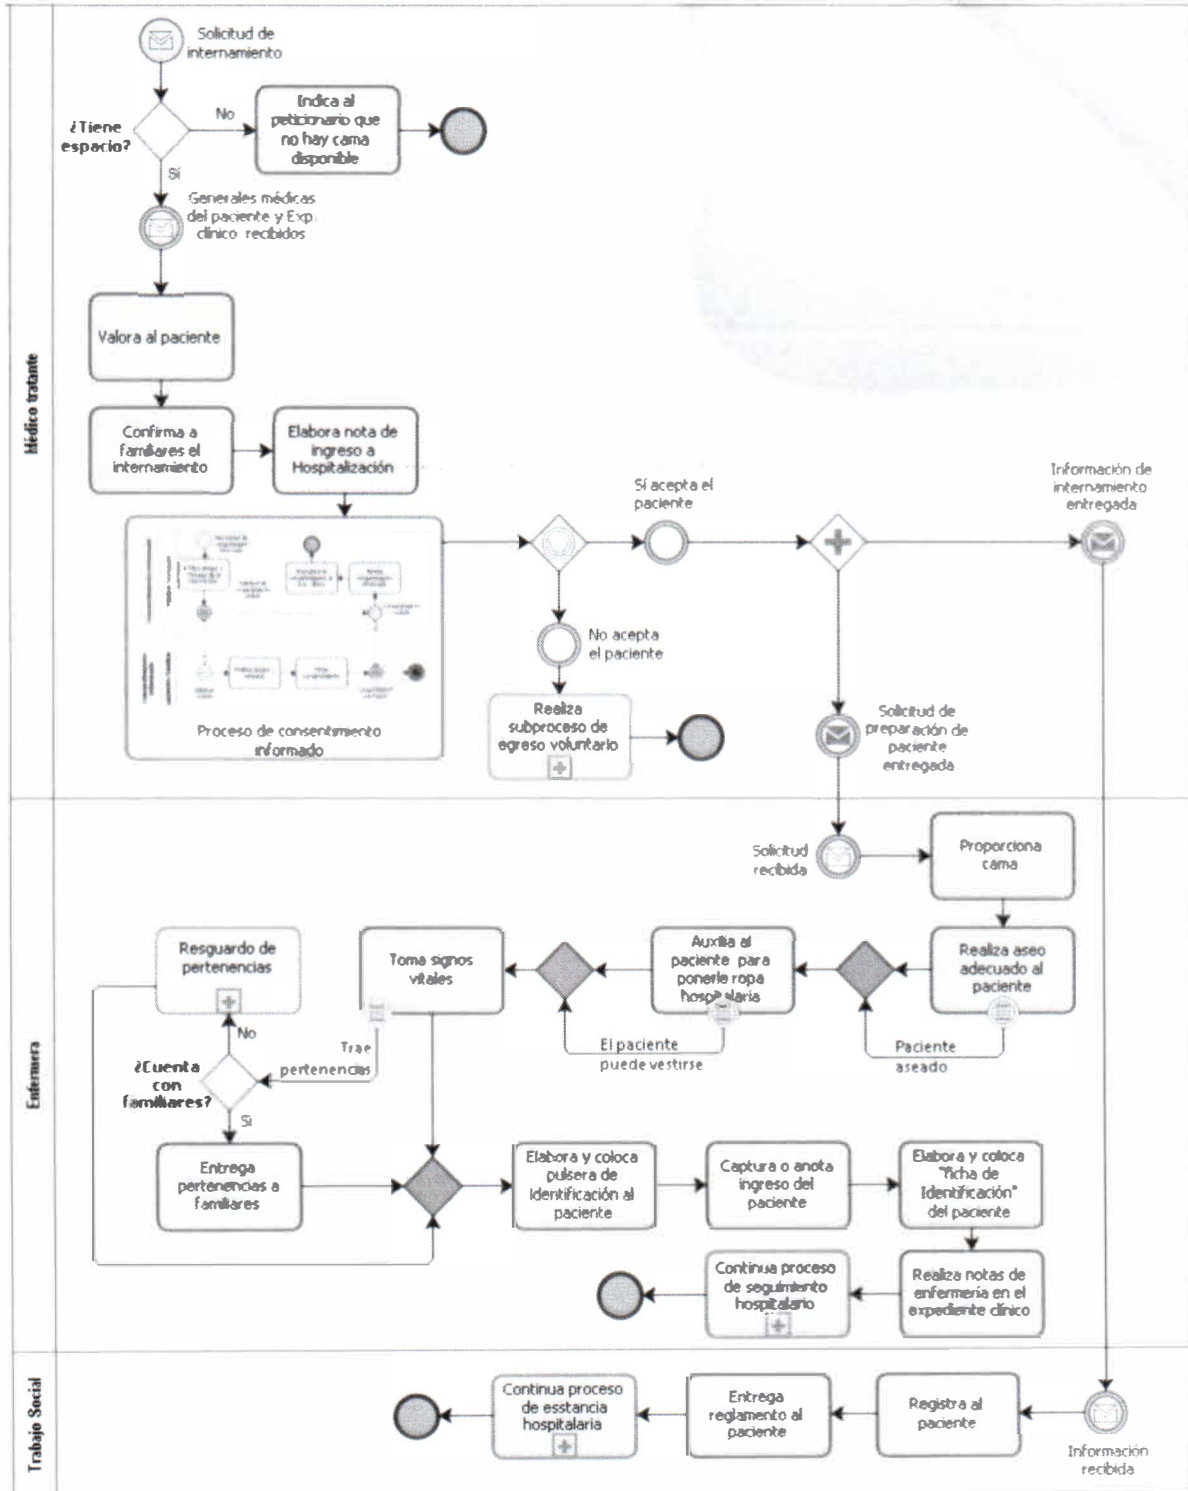 Médico tratante
Solicitud de
internamiento
¿Tiene
espacio?
No
Indica al
peticionario que
no hay cama
disponible
Sí
Generales médicas
del paciente y Exp.
clínico recibidos
Valora al paciente
Confirma a
familiares el
internamiento
Elabora nota de
ingreso a
Hospitalización
Proceso de consentimiento
informado
Sí acepta el
paciente
No acepta
el paciente
Realiza
subproceso de
egreso voluntario
Información de
internamiento
entregada
Solicitud de
preparación de
paciente
entregada
Enfermera
Solicitud
recibida
Proporciona
cama
Realiza aseo
adecuado al
paciente
Paciente
aseado
Auxilia al
paciente para
ponerle ropa
hospitalaria
El paciente
puede vestirse
Toma signos
vitales
Trae
pertenencias
Resguardo de
pertenencias
No
¿Cuenta
con
familiares?
Si
Entrega
pertenencias a
familiares
Elabora y coloca
pulsera de
Identificación al
paciente
Captura o anota
ingreso del
paciente
Elabora y coloca
"ficha de
Identificación"
del paciente
Realiza notas de
enfermería en el
expediente clínico
Continua proceso
de seguimiento
hospitalario
Trabajo Social
Información
recibida
Registra al
paciente
Entrega
reglamento al
paciente
Continua proceso
de esstancia
hospitalaria